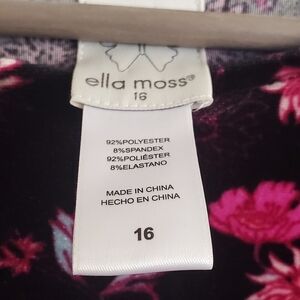 ella moss®
16
92%POLYESTER
8%SPANDEX
92%POLIÉSTER
8%ELASTANO
MADE IN CHINA
HECHO EN CHINA
16